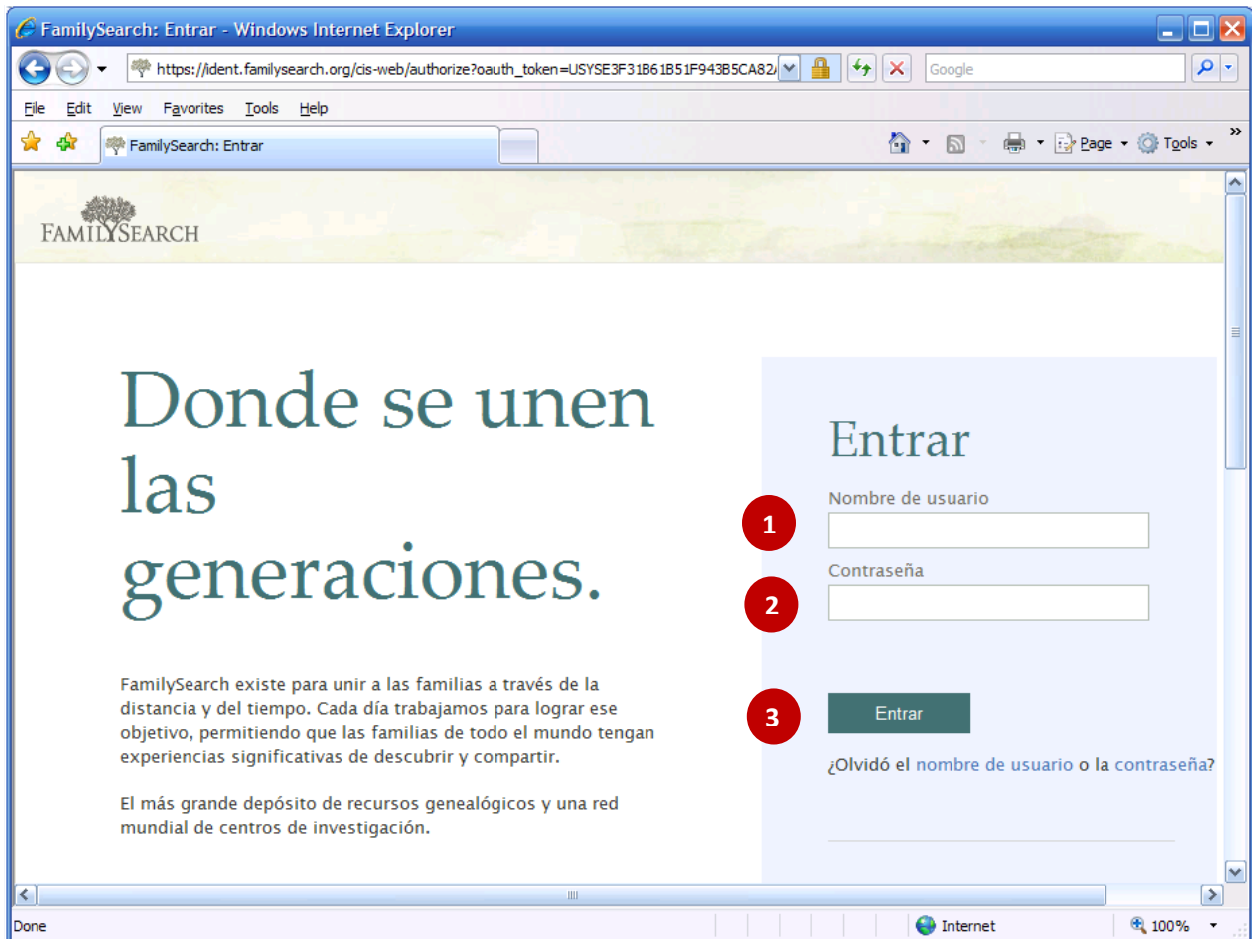 FamilySearch: Entrar - Windows Internet Explorer
https://ident.familysearch.org/cis-web/authorize?oauth_token=USYSE3F31B61B51F943B5CA82
Google
File Edit View Favorites Tools Help
FamilySearch: Entrar
Page Tools »
FAMILYSEARCH
Donde se unen
las
generaciones.
FamilySearch existe para unir a las familias a través de la
distancia y del tiempo. Cada día trabajamos para lograr ese
objetivo, permitiendo que las familias de todo el mundo tengan
experiencias significativas de descubrir y compartir.
El más grande depósito de recursos genealógicos y una red
mundial de centros de investigación.
Entrar
Nombre de usuario
1
Contraseña
2
3
Entrar
¿Olvidó el nombre de usuario o la contraseña?
Done
Internet
100%